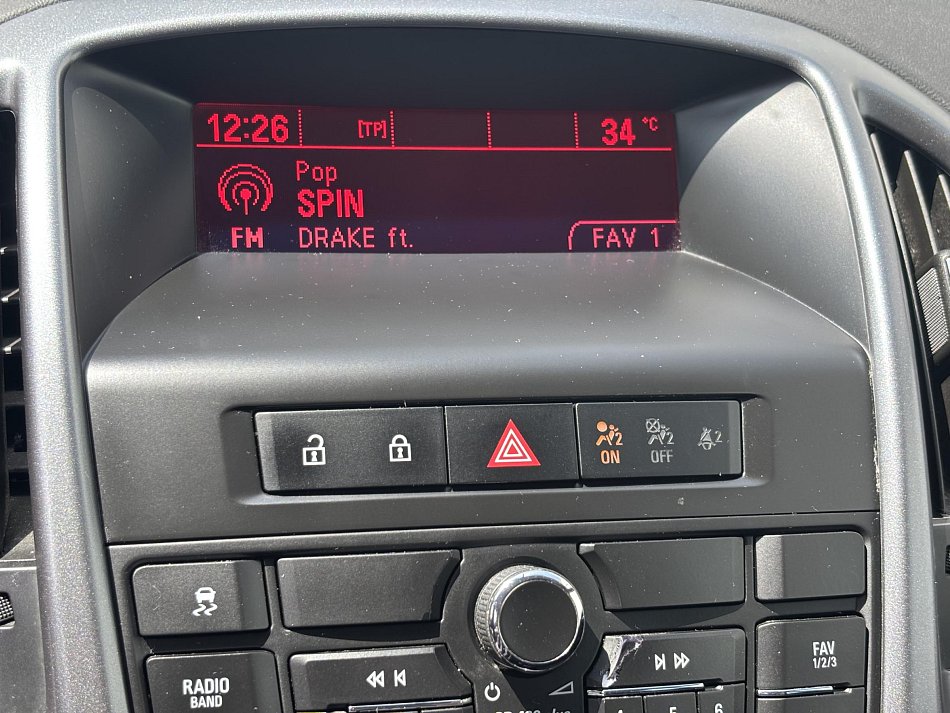 12:26 [TP] 34 °C
Pop
SPIN
FM DRAKE ft. FAV 1
2 2 2
ON OFF
RADIO
BAND
FAV
1/2/3
5 6